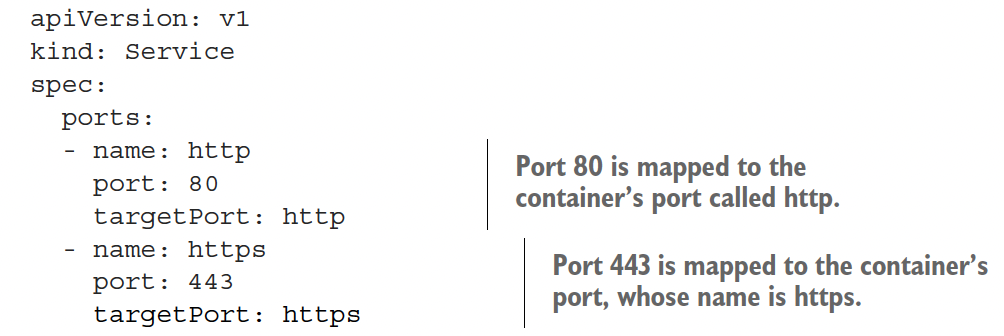 apiVersion: v1
kind: Service
spec:
  ports:
  - name: http
    port: 80
    targetPort: http
  - name: https
    port: 443
    targetPort: https
Port 80 is mapped to the
container’s port called http.
Port 443 is mapped to the container’s
port, whose name is https.